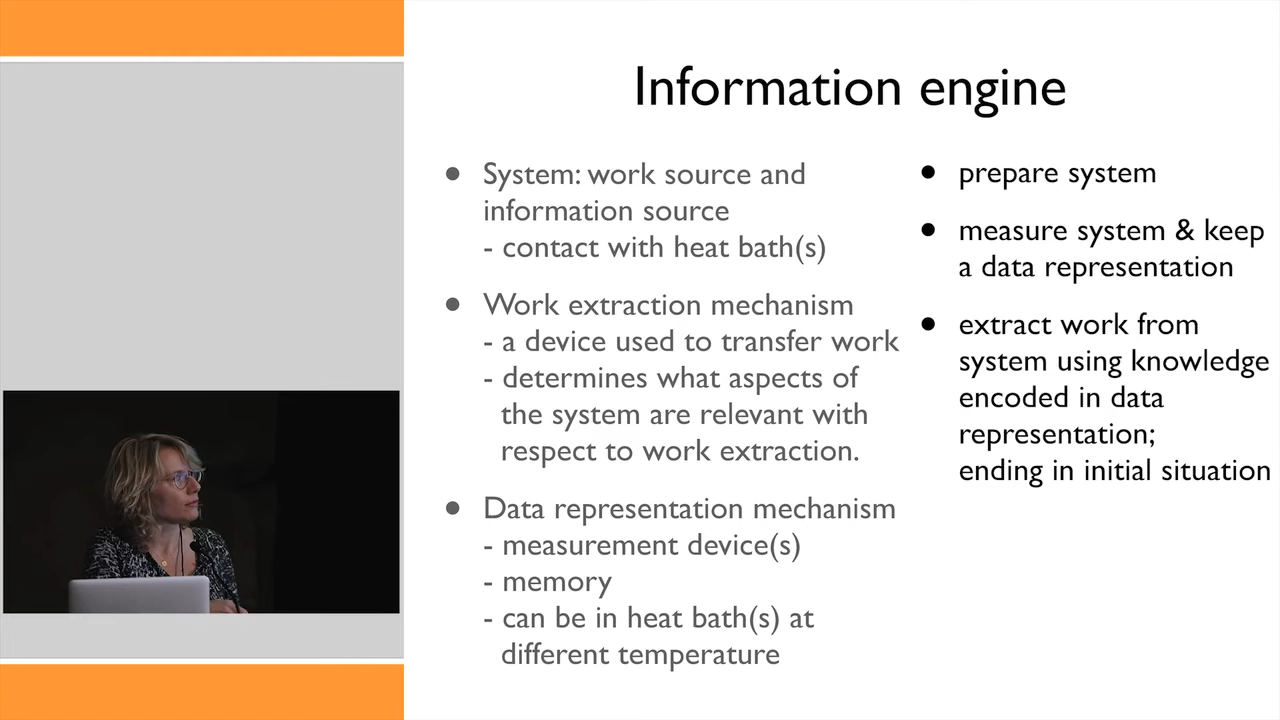 Information engine
• System: work source and
information source
- contact with heat bath(s)
• Work extraction mechanism
- a device used to transfer work
- determines what aspects of
the system are relevant with
respect to work extraction.
• Data representation mechanism
- measurement device(s)
- memory
- can be in heat bath(s) at
different temperature
• prepare system
• measure system & keep
a data representation
• extract work from
system using knowledge
encoded in data
representation;
ending in initial situation